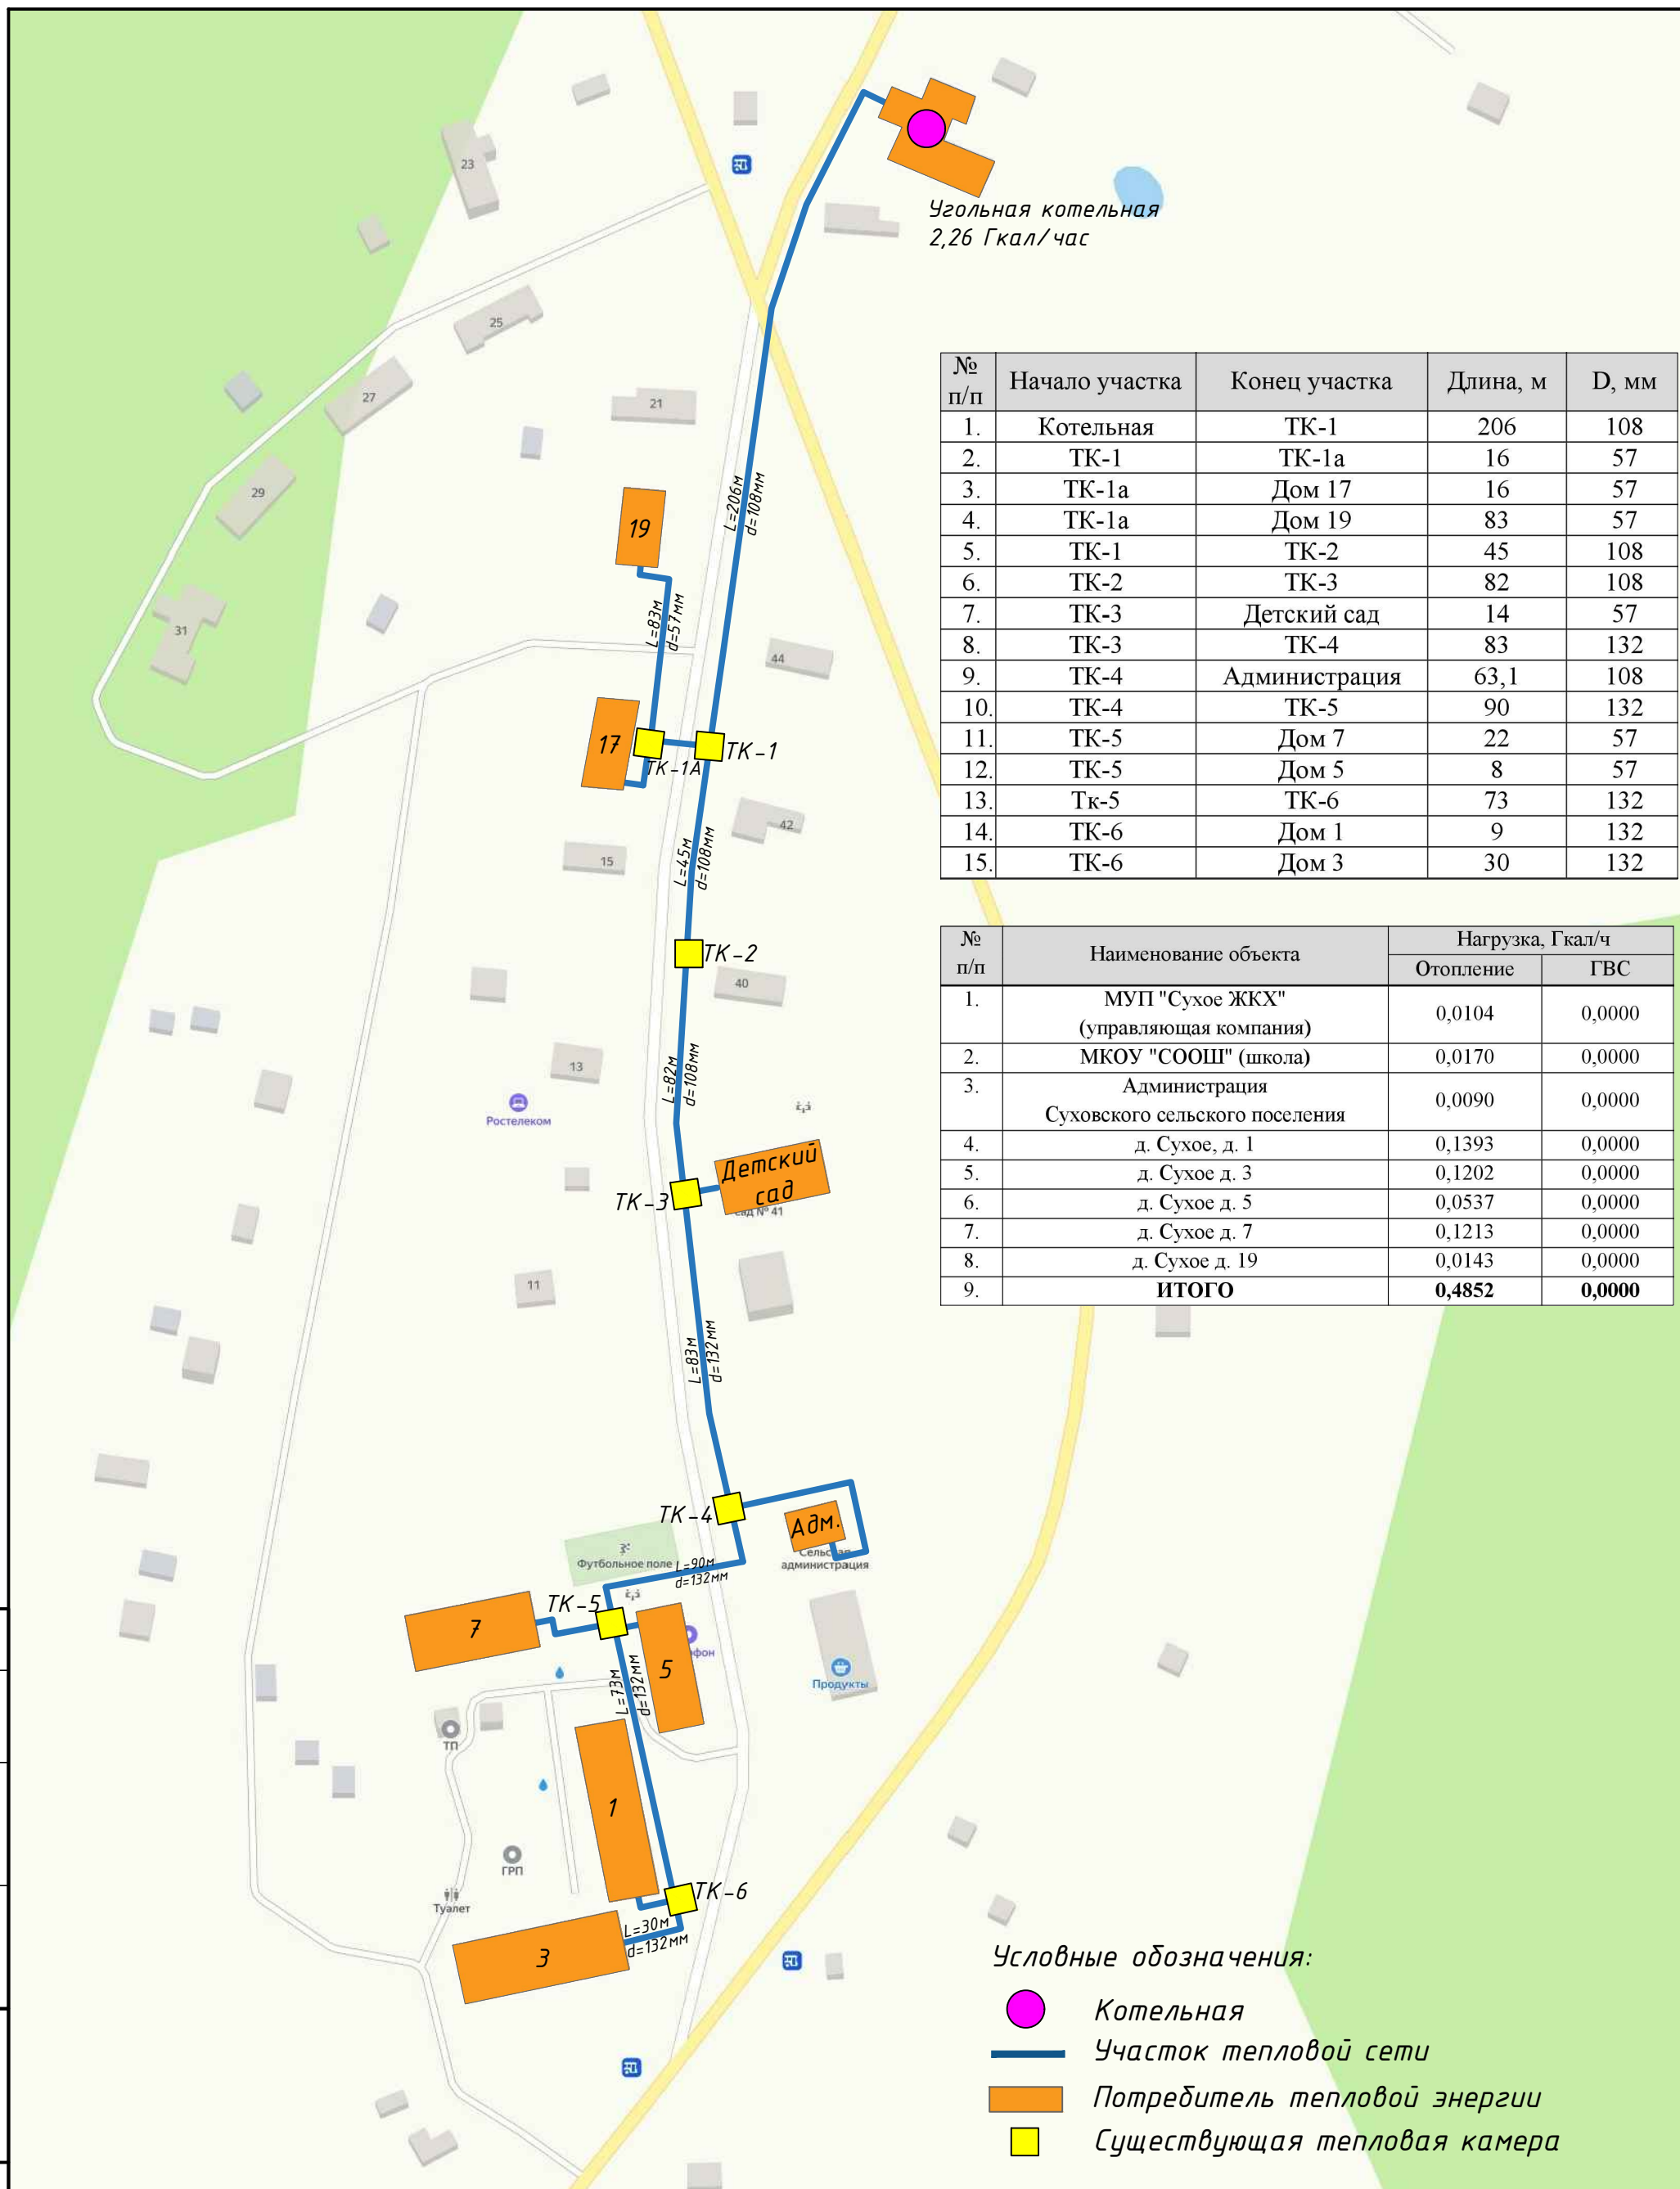 Угольная котельная
2,26 Гкал/час
23
25
27
21
29
19
L=206м
d=108мм
31
L=83м
d=57мм
44
17
ТК-1А
ТК-1
42
15
L=45м
d=108мм
ТК-2
40
13
L=82м
d=108мм
Ростелеком
Детский
сад
сад № 41
ТК-3
11
L=83м
d=132мм
ТК-4
Адм.
Сельская
администрация
Футбольное поле
L=90м
d=132мм
ТК-5
7
5
фон
L=73м
d=132мм
Продукты
ТП
1
ГРП
Туалет
ТК-6
L=30м
d=132мм
3
№ п/п Начало участка Конец участка Длина, м D, мм
1. Котельная ТК-1 206 108
2. ТК-1 ТК-1а 16 57
3. ТК-1а Дом 17 16 57
4. ТК-1а Дом 19 83 57
5. ТК-1 ТК-2 45 108
6. ТК-2 ТК-3 82 108
7. ТК-3 Детский сад 14 57
8. ТК-3 ТК-4 83 132
9. ТК-4 Администрация 63,1 108
10. ТК-4 ТК-5 90 132
11. ТК-5 Дом 7 22 57
12. ТК-5 Дом 5 8 57
13. Тк-5 ТК-6 73 132
14. ТК-6 Дом 1 9 132
15. ТК-6 Дом 3 30 132
№ п/п Наименование объекта Нагрузка, Гкал/ч
Отопление ГВС
1. МУП "Сухое ЖКХ"
(управляющая компания) 0,0104 0,0000
2. МКОУ "СООШ" (школа) 0,0170 0,0000
3. Администрация
Суховского сельского поселения 0,0090 0,0000
4. д. Сухое, д. 1 0,1393 0,0000
5. д. Сухое д. 3 0,1202 0,0000
6. д. Сухое д. 5 0,0537 0,0000
7. д. Сухое д. 7 0,1213 0,0000
8. д. Сухое д. 19 0,0143 0,0000
9. ИТОГО 0,4852 0,0000
Условные обозначения:
Котельная
Участок тепловой сети
Потребитель тепловой энергии
Существующая тепловая камера